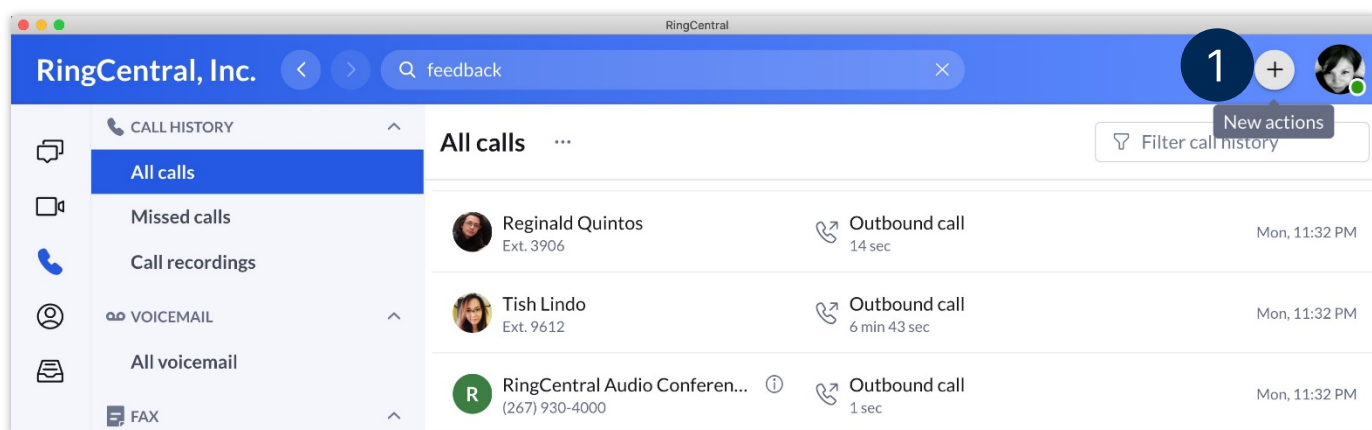 RingCentral
RingCentral, Inc.
feedback
1
New actions
CALL HISTORY
All calls
Missed calls
Call recordings
VOICEMAIL
All voicemail
FAX
All calls ...
Filter call history
Reginald Quintos
Ext. 3906
Outbound call
14 sec
Mon, 11:32 PM
Tish Lindo
Ext. 9612
Outbound call
6 min 43 sec
Mon, 11:32 PM
R
RingCentral Audio Conferen...
(267) 930-4000
Outbound call
1 sec
Mon, 11:32 PM